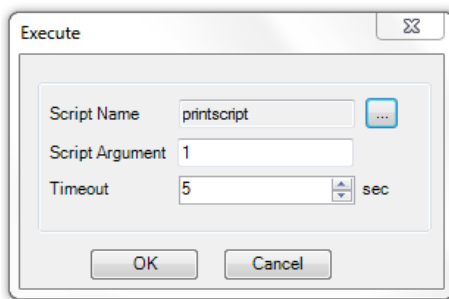 Execute
Script Name printscript ...
Script Argument 1
Timeout 5 sec
OK Cancel